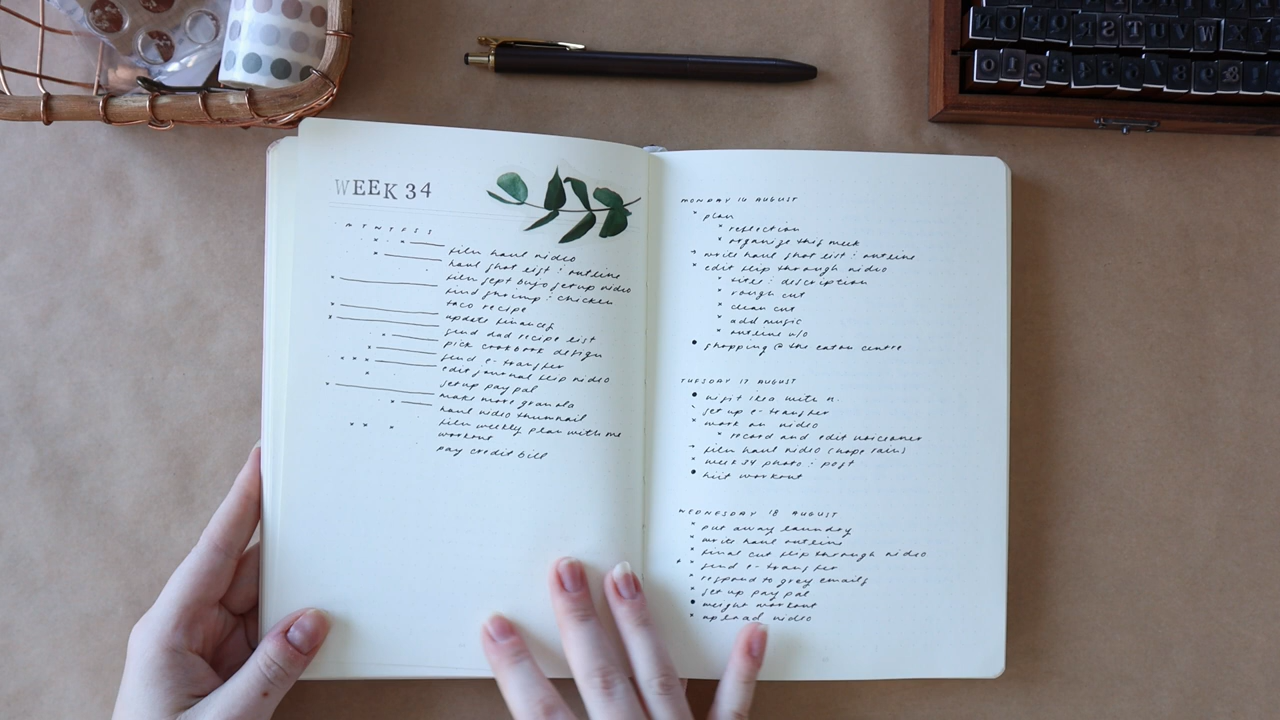 WEEK 34
M T W T F S S
film haul video
haul shot list : outline
film sept bujo setup video
find shrimp : chicken
taco recipe
update finances
send dad recipe list
pick cookbook design
send e-transfer
edit journal flip video
set up paypal
make more granola
haul video thumbnail
film weekly plan with me
workout
pay credit bill
MONDAY 16 AUGUST
plan
reflection
organize this week
write haul shot list : outline
edit flip through video
titles : description
rough cut
clean cut
add music
outline v/o
shopping @ the eaton centre
TUESDAY 17 AUGUST
visit ikea with n.
set up e-transfer
work on video
record and edit voiceover
film haul video (nope rain)
week 34 photo : post
hiit workout
WEDNESDAY 18 AUGUST
put away laundry
write haul outline
final cut flip through video
send e-transfer
respond to grey emails
set up paypal
weight workout
upload video